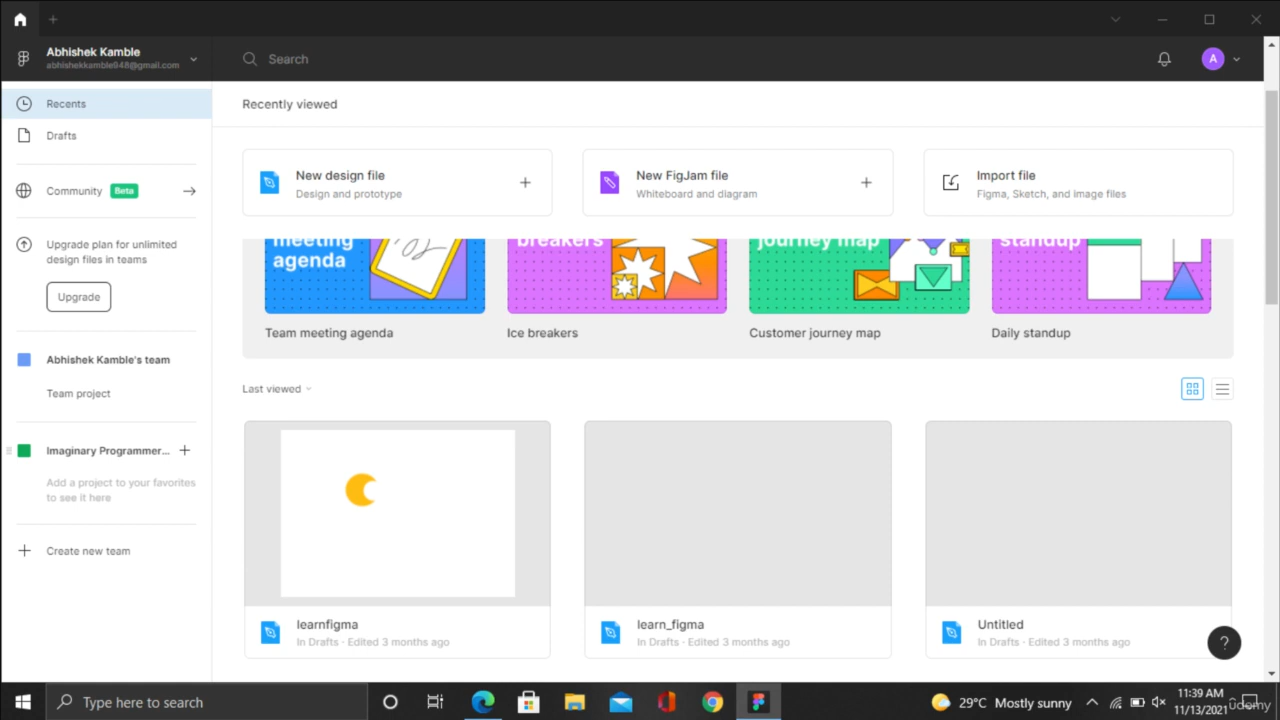 Abhishek Kamble
abhishekkamble948@gmail.com
Search
A
Recents
Drafts
Community Beta
Upgrade plan for unlimited
design files in teams
Upgrade
Abhishek Kamble's team
Team project
Imaginary Programmer...
Add a project to your favorites
to see it here
Create new team
Recently viewed
New design file
Design and prototype
New FigJam file
Whiteboard and diagram
Import file
Figma, Sketch, and image files
meeting
agenda
breakers
journey map
standup
Team meeting agenda
Ice breakers
Customer journey map
Daily standup
Last viewed
learnfigma
In Drafts · Edited 3 months ago
learn_figma
In Drafts · Edited 3 months ago
Untitled
In Drafts · Edited 3 months ago
?
Type here to search
29°C Mostly sunny
11:39 AM
11/13/2021
udemy